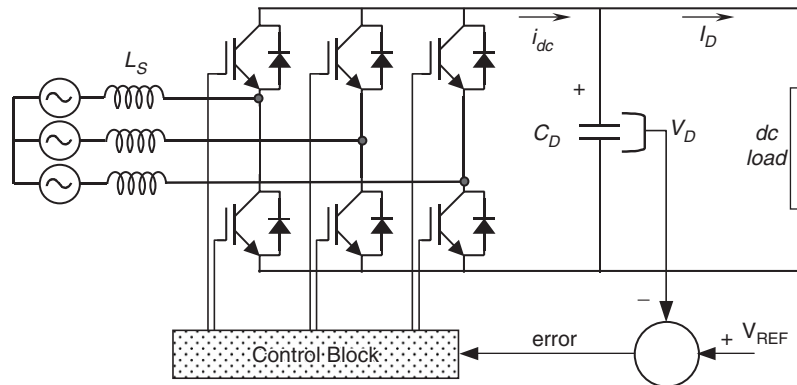 L_S
i_dc
I_D
+
C_D
V_D
dc
load
−
+ V_REF
error
Control Block